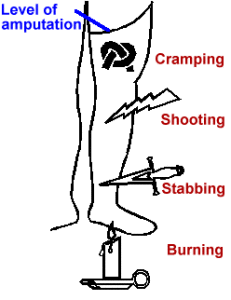 Level of
amputation
Cramping
Shooting
Stabbing
Burning